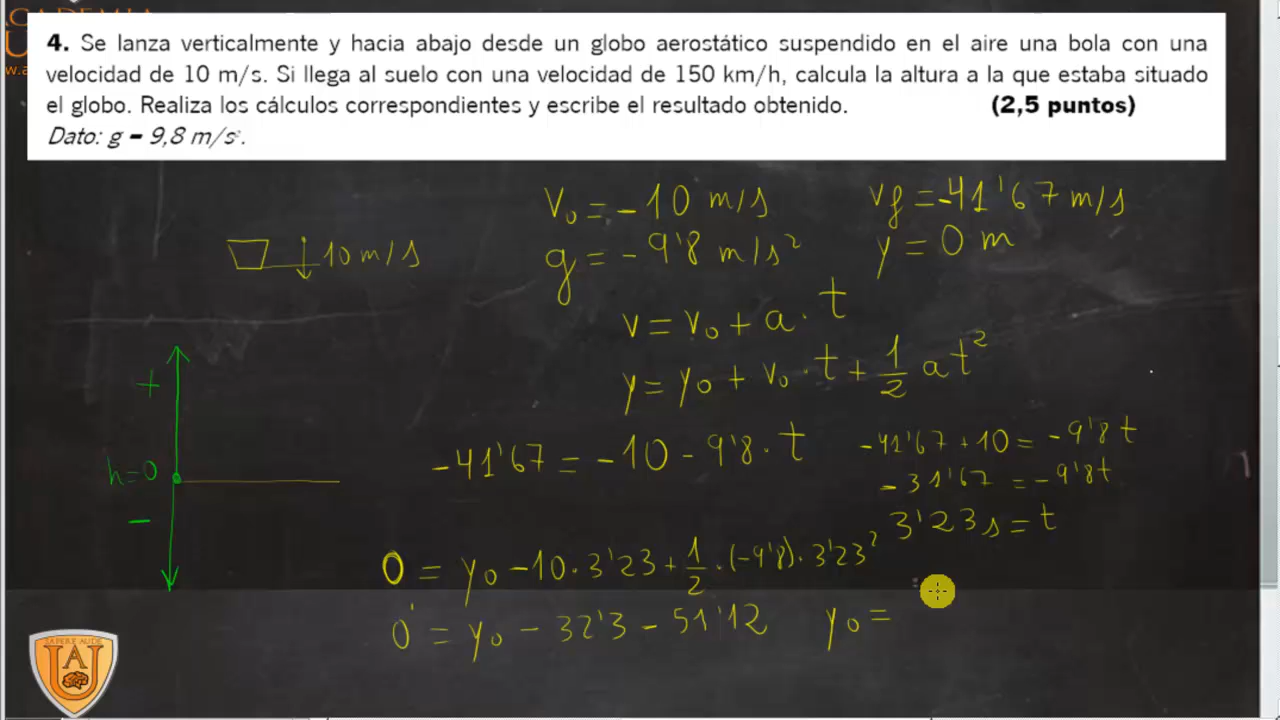 4. Se lanza verticalmente y hacia abajo desde un globo aerostático suspendido en el aire una bola con una
velocidad de 10 m/s. Si llega al suelo con una velocidad de 150 km/h, calcula la altura a la que estaba situado
el globo. Realiza los cálculos correspondientes y escribe el resultado obtenido. (2,5 puntos)
Dato: g = 9,8 m/s².
V₀ = -10 m/s
vf = -41'67 m/s
10 m/s
g = -9'8 m/s²
y = 0 m
v = v₀ + a · t
y = y₀ + v₀ · t + 1/2 a t²
+
h=0
-
-41'67 = -10 - 9'8 · t
-41'67 + 10 = -9'8 t
-31'67 = -9'8 t
3'23 s = t
0 = y₀ - 10 · 3'23 + 1/2 · (-9'8) · 3'23²
0 = y₀ - 32'3 - 51'12
y₀ =